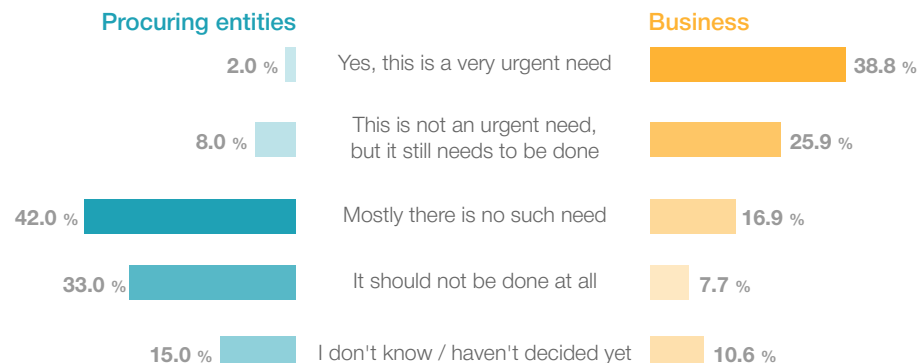 Procuring entities Business
2.0 % Yes, this is a very urgent need 38.8 %
This is not an urgent need,
8.0 % but it still needs to be done 25.9 %
42.0 % Mostly there is no such need 16.9 %
33.0 % It should not be done at all 7.7 %
15.0 % I don't know / haven't decided yet 10.6 %